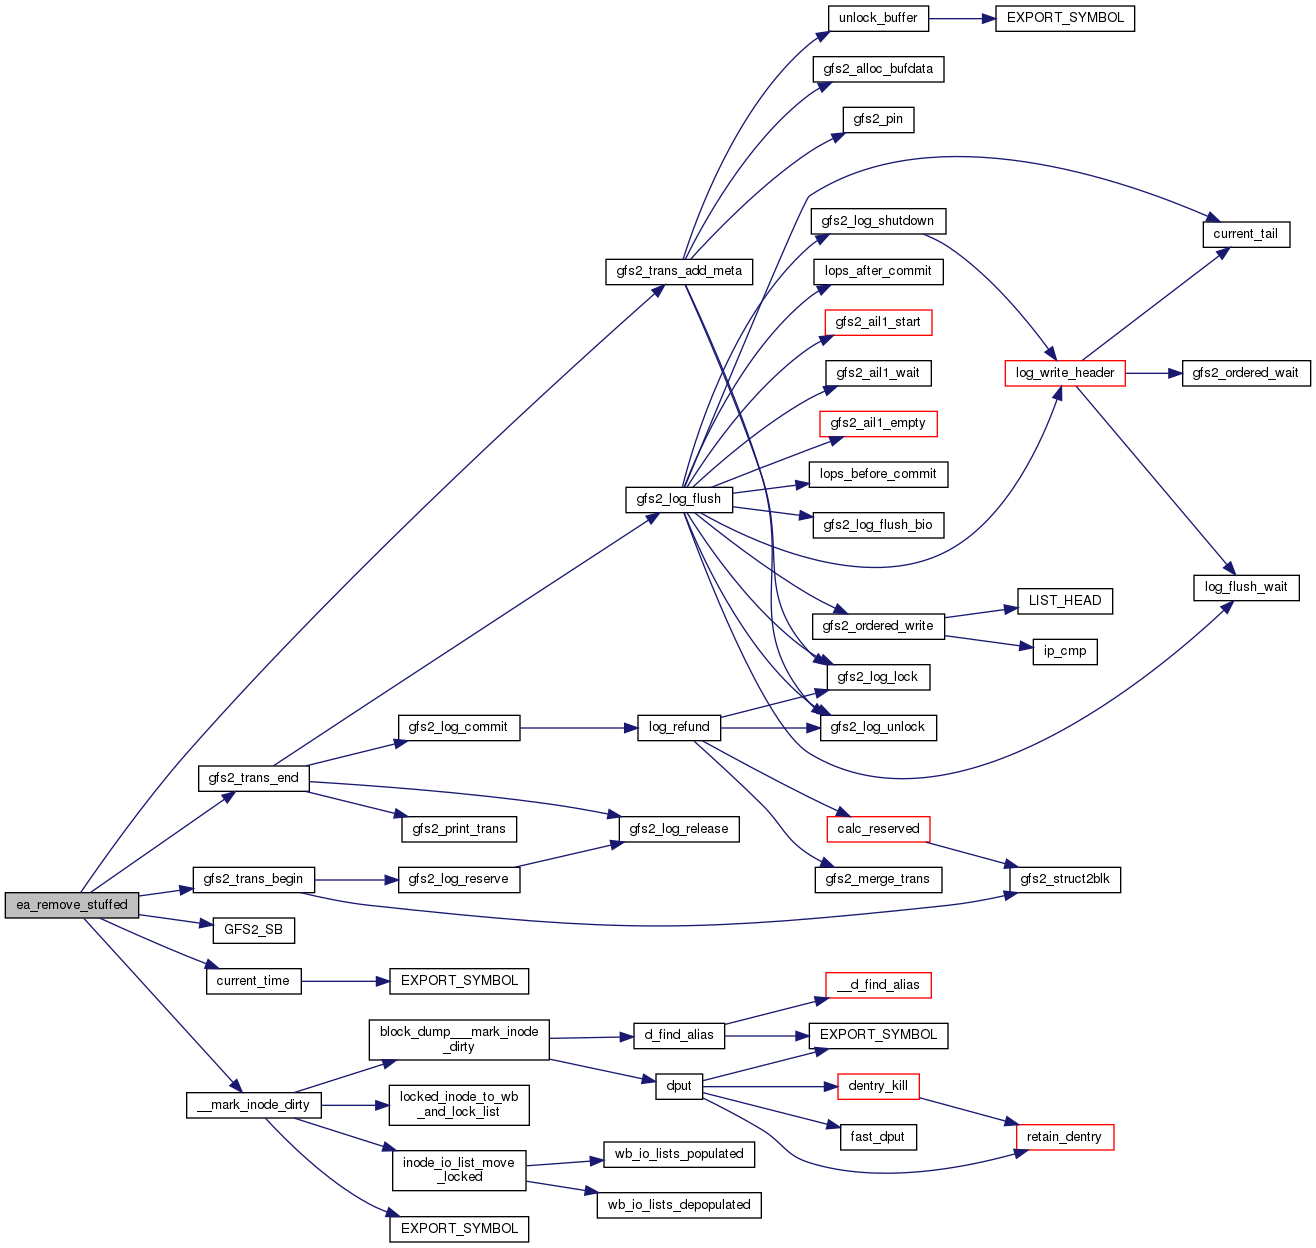 unlock_buffer
EXPORT_SYMBOL
gfs2_alloc_bufdata
gfs2_pin
gfs2_log_shutdown
current_tail
gfs2_trans_add_meta
lops_after_commit
gfs2_ail1_start
gfs2_ail1_wait
log_write_header
gfs2_ordered_wait
gfs2_ail1_empty
lops_before_commit
gfs2_log_flush
gfs2_log_flush_bio
log_flush_wait
LIST_HEAD
gfs2_ordered_write
ip_cmp
gfs2_log_lock
gfs2_log_commit
log_refund
gfs2_log_unlock
gfs2_trans_end
gfs2_print_trans
gfs2_log_release
calc_reserved
gfs2_trans_begin
gfs2_log_reserve
gfs2_merge_trans
gfs2_struct2blk
ea_remove_stuffed
GFS2_SB
current_time
EXPORT_SYMBOL
__d_find_alias
block_dump___mark_inode
_dirty
d_find_alias
EXPORT_SYMBOL
dput
dentry_kill
__mark_inode_dirty
locked_inode_to_wb
_and_lock_list
fast_dput
retain_dentry
inode_io_list_move
_locked
wb_io_lists_populated
wb_io_lists_depopulated
EXPORT_SYMBOL